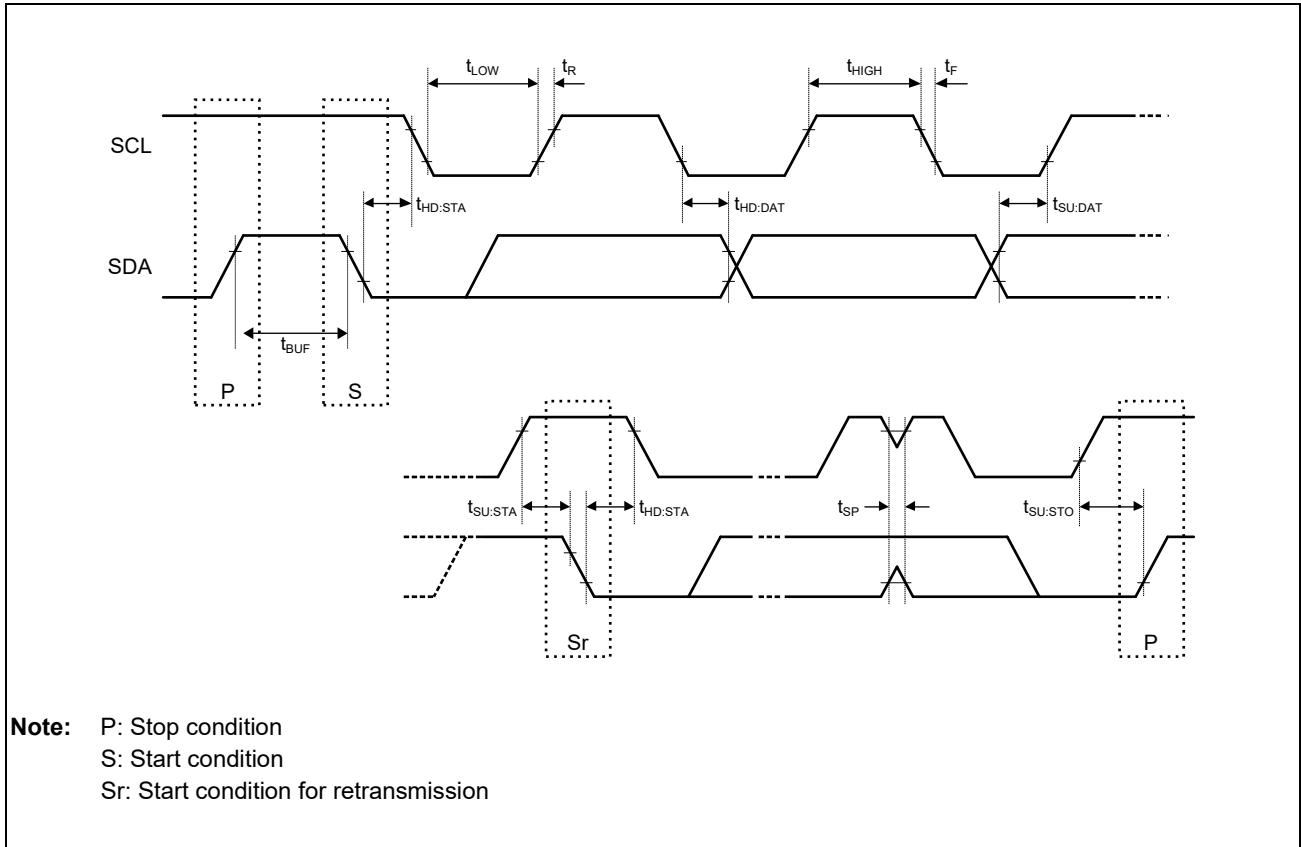 tLOW tR tHIGH tF
SCL
tHD:STA tHD:DAT tSU:DAT
SDA
tBUF
P S
tSU:STA tHD:STA tSP tSU:STO
Sr P
Note: P: Stop condition
S: Start condition
Sr: Start condition for retransmission